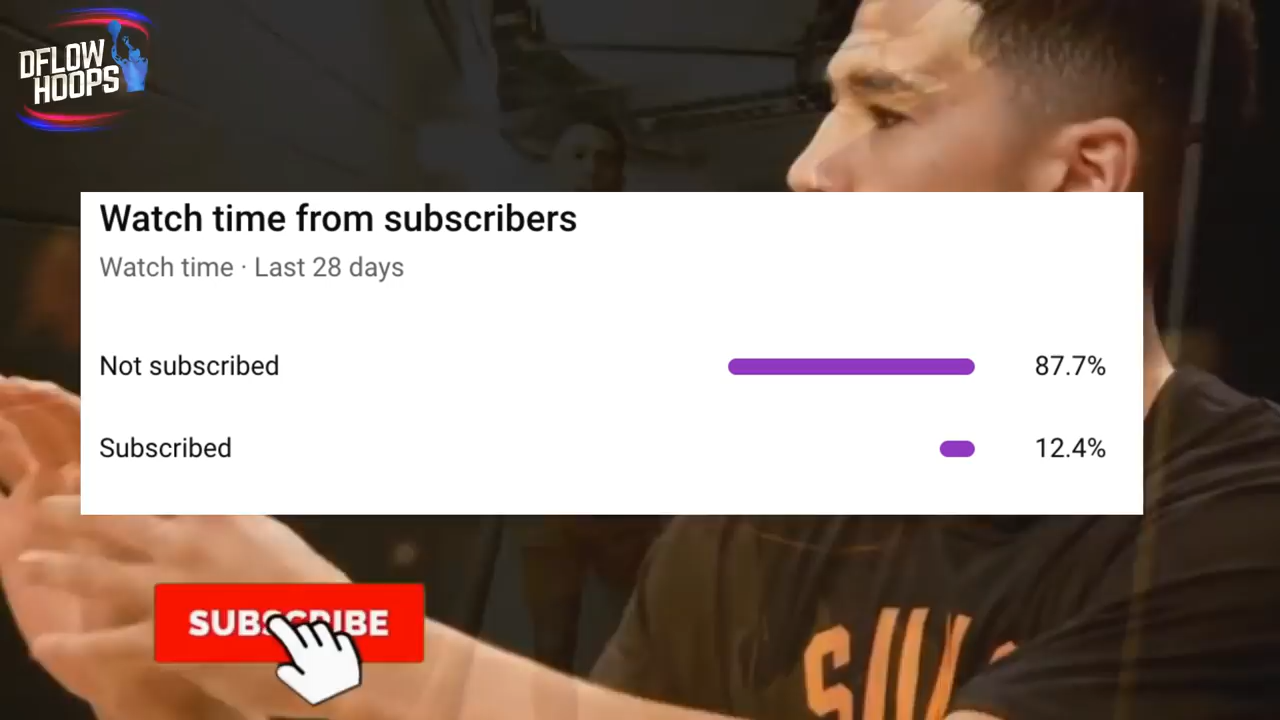 DFLOW
HOOPS
Watch time from subscribers
Watch time · Last 28 days
Not subscribed 87.7%
Subscribed 12.4%
SUBSCRIBE